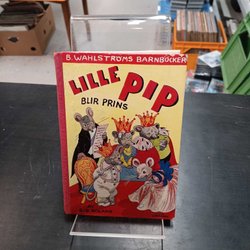 B. WAHLSTRÖMS BARNBÖCKER
LILLE PIP
BLIR PRINS